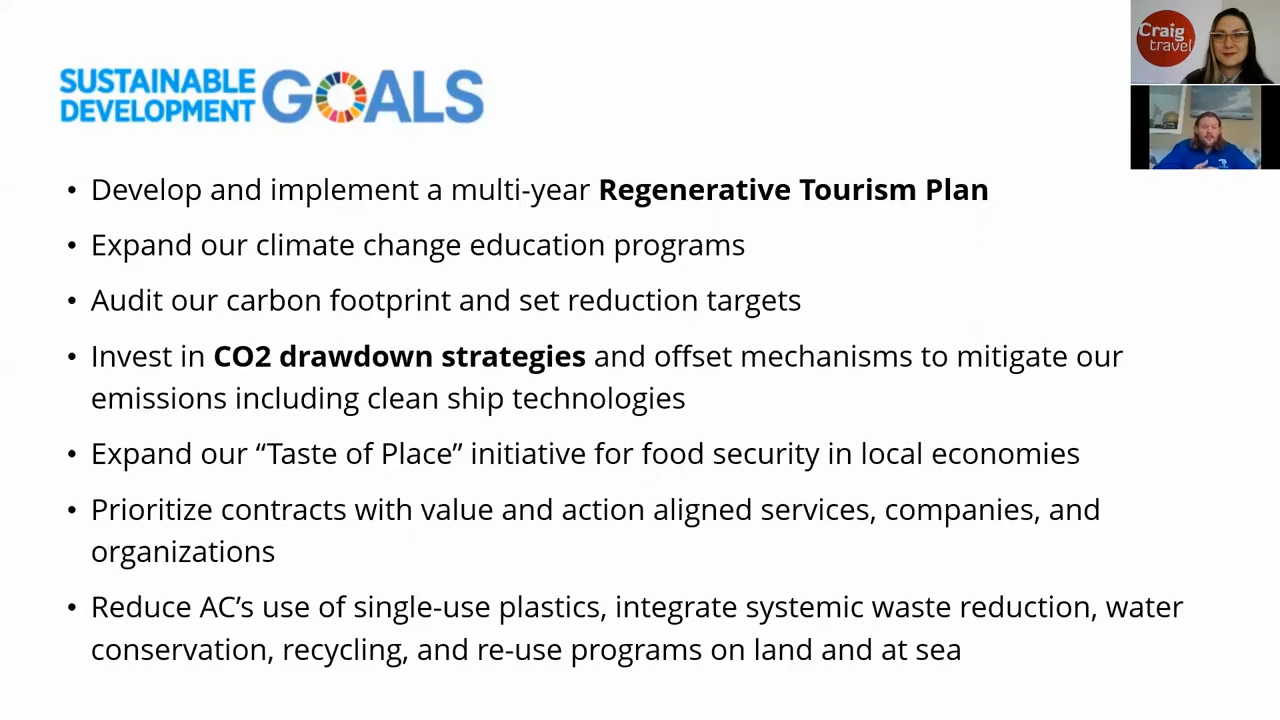 SUSTAINABLE
DEVELOPMENT
GOALS
• Develop and implement a multi-year Regenerative Tourism Plan
• Expand our climate change education programs
• Audit our carbon footprint and set reduction targets
• Invest in CO2 drawdown strategies and offset mechanisms to mitigate our
emissions including clean ship technologies
• Expand our “Taste of Place” initiative for food security in local economies
• Prioritize contracts with value and action aligned services, companies, and
organizations
• Reduce AC’s use of single-use plastics, integrate systemic waste reduction, water
conservation, recycling, and re-use programs on land and at sea
Craig
travel